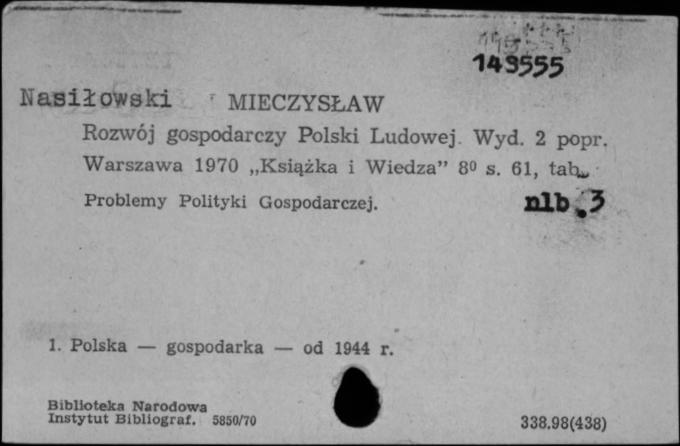 149555
Nasiłowski MIECZYSŁAW
Rozwój gospodarczy Polski Ludowej. Wyd. 2 popr.
Warszawa 1970 „Książka i Wiedza” 8⁰ s. 61, tab.
Problemy Polityki Gospodarczej. nlb. 3
1. Polska — gospodarka — od 1944 r.
Biblioteka Narodowa
Instytut Bibliograf. 5850/70
338.98(438)